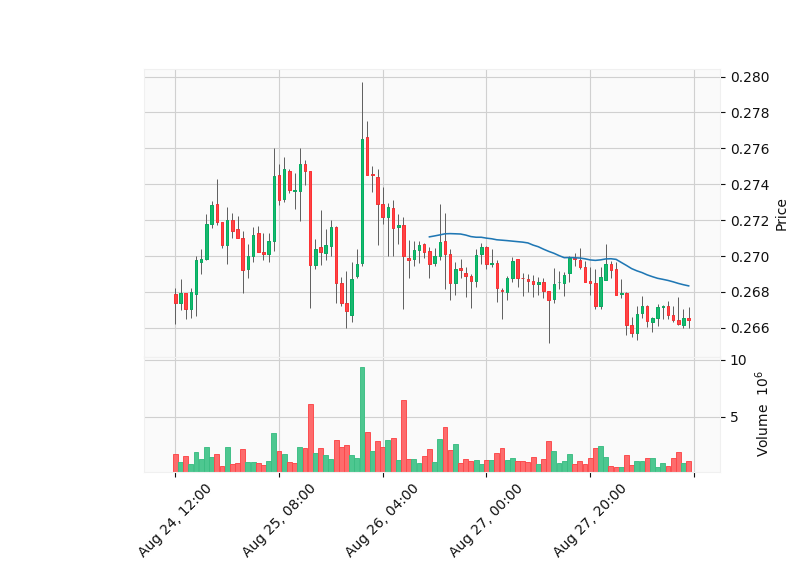 0.280
0.278
0.276
0.274
0.272
0.270
0.268
0.266
Price
10
5
Volume 10⁶
Aug 24, 12:00
Aug 25, 08:00
Aug 26, 04:00
Aug 27, 00:00
Aug 27, 20:00